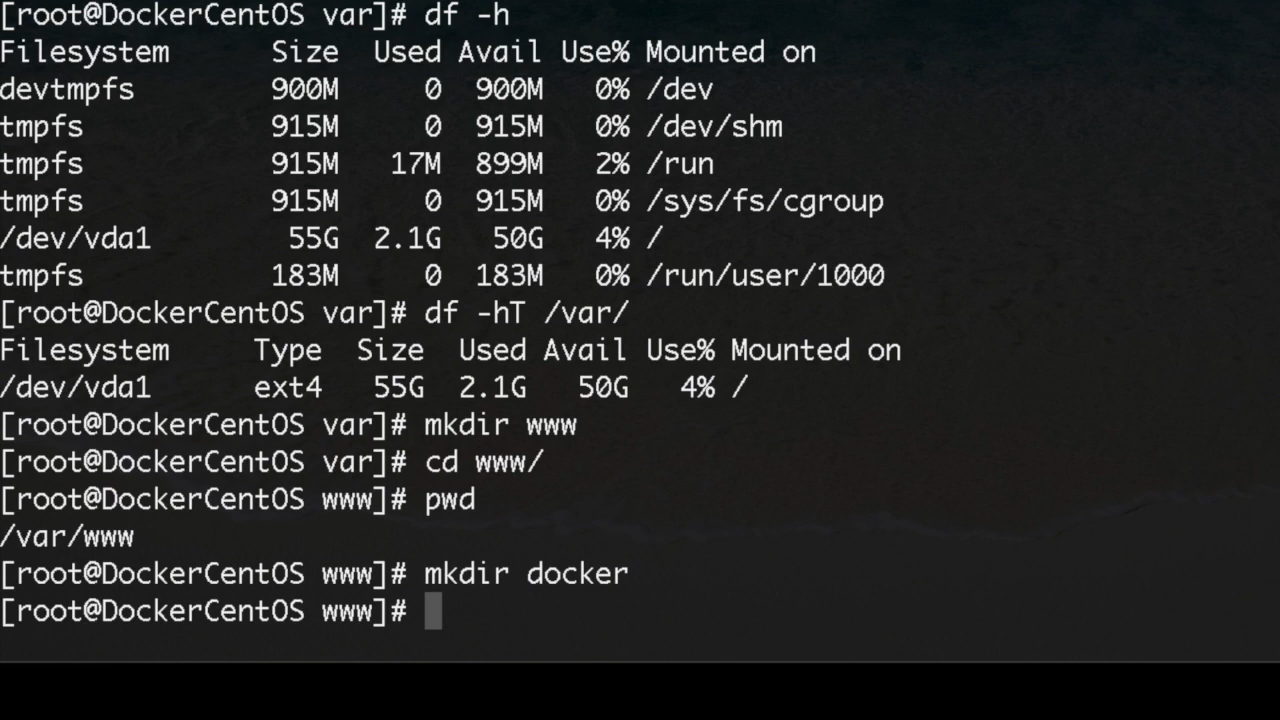 [root@DockerCentOS var]# df -h
Filesystem      Size  Used Avail Use% Mounted on
devtmpfs        900M     0  900M   0% /dev
tmpfs           915M     0  915M   0% /dev/shm
tmpfs           915M   17M  899M   2% /run
tmpfs           915M     0  915M   0% /sys/fs/cgroup
/dev/vda1        55G  2.1G   50G   4% /
tmpfs           183M     0  183M   0% /run/user/1000
[root@DockerCentOS var]# df -hT /var/
Filesystem     Type  Size  Used Avail Use% Mounted on
/dev/vda1      ext4   55G  2.1G   50G   4% /
[root@DockerCentOS var]# mkdir www
[root@DockerCentOS var]# cd www/
[root@DockerCentOS www]# pwd
/var/www
[root@DockerCentOS www]# mkdir docker
[root@DockerCentOS www]#